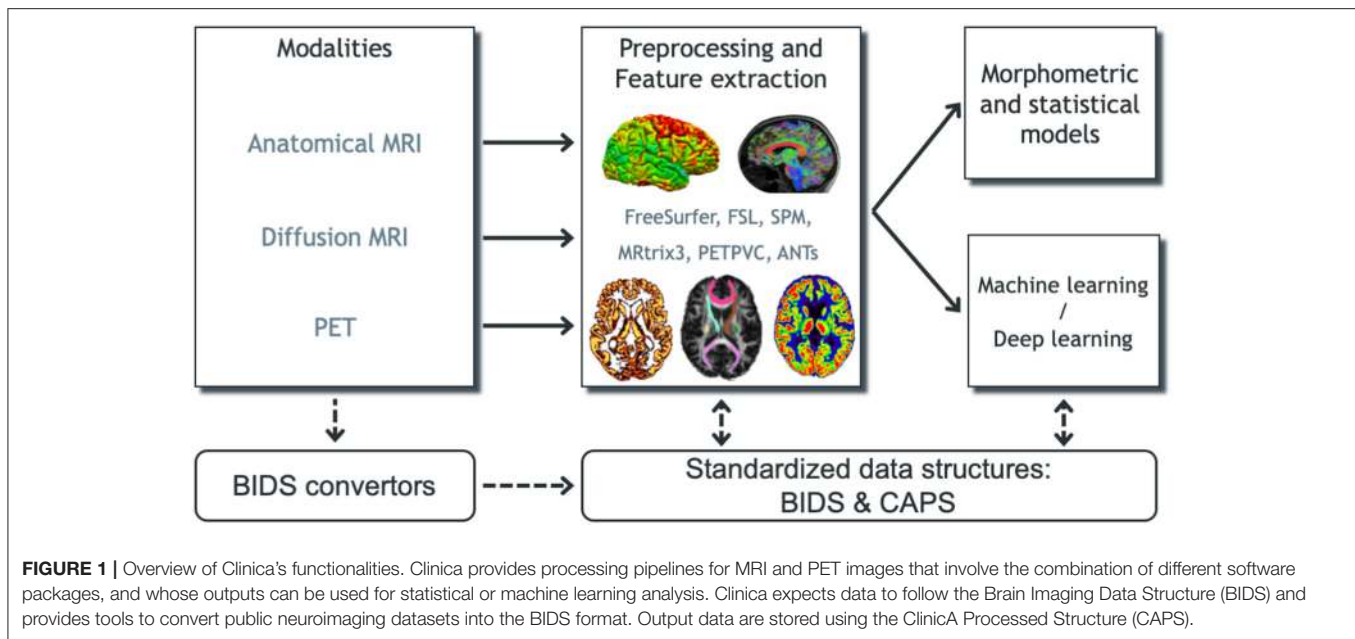 Modalities
Anatomical MRI
Diffusion MRI
PET
Preprocessing and
Feature extraction
FreeSurfer, FSL, SPM,
MRtrix3, PETPVC, ANTs
Morphometric
and statistical
models
Machine learning
/
Deep learning
BIDS convertors
Standardized data structures:
BIDS & CAPS
FIGURE 1 | Overview of Clinica's functionalities. Clinica provides processing pipelines for MRI and PET images that involve the combination of different software
packages, and whose outputs can be used for statistical or machine learning analysis. Clinica expects data to follow the Brain Imaging Data Structure (BIDS) and
provides tools to convert public neuroimaging datasets into the BIDS format. Output data are stored using the ClinicA Processed Structure (CAPS).